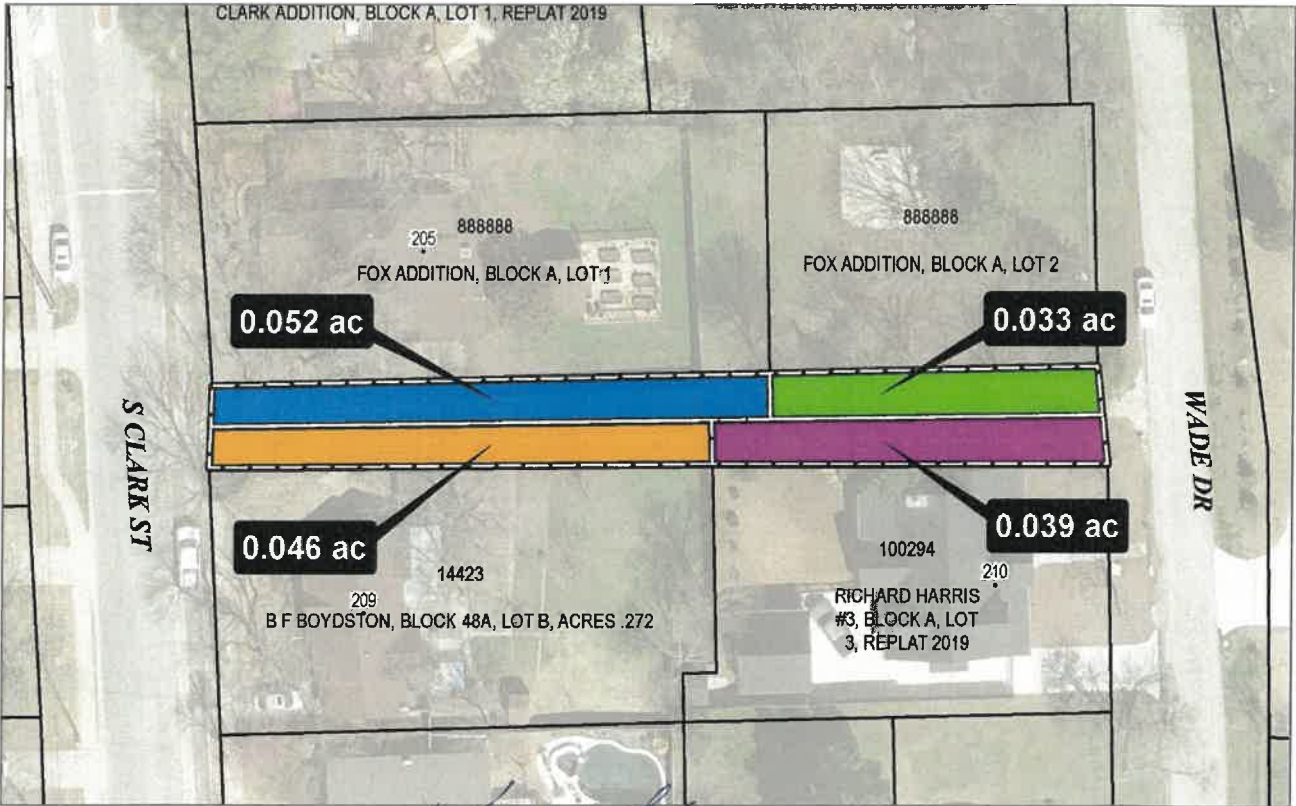 CLARK ADDITION, BLOCK A, LOT 1, REPLAT 2019
888888
205
FOX ADDITION, BLOCK A, LOT 1
888888
FOX ADDITION, BLOCK A, LOT 2
0.052 ac
0.033 ac
S CLARK ST
WADE DR
0.046 ac
0.039 ac
14423
209
B F BOYDSTON, BLOCK 48A, LOT B, ACRES .272
100294
210
RICHARD HARRIS
#3, BLOCK A, LOT
3, REPLAT 2019